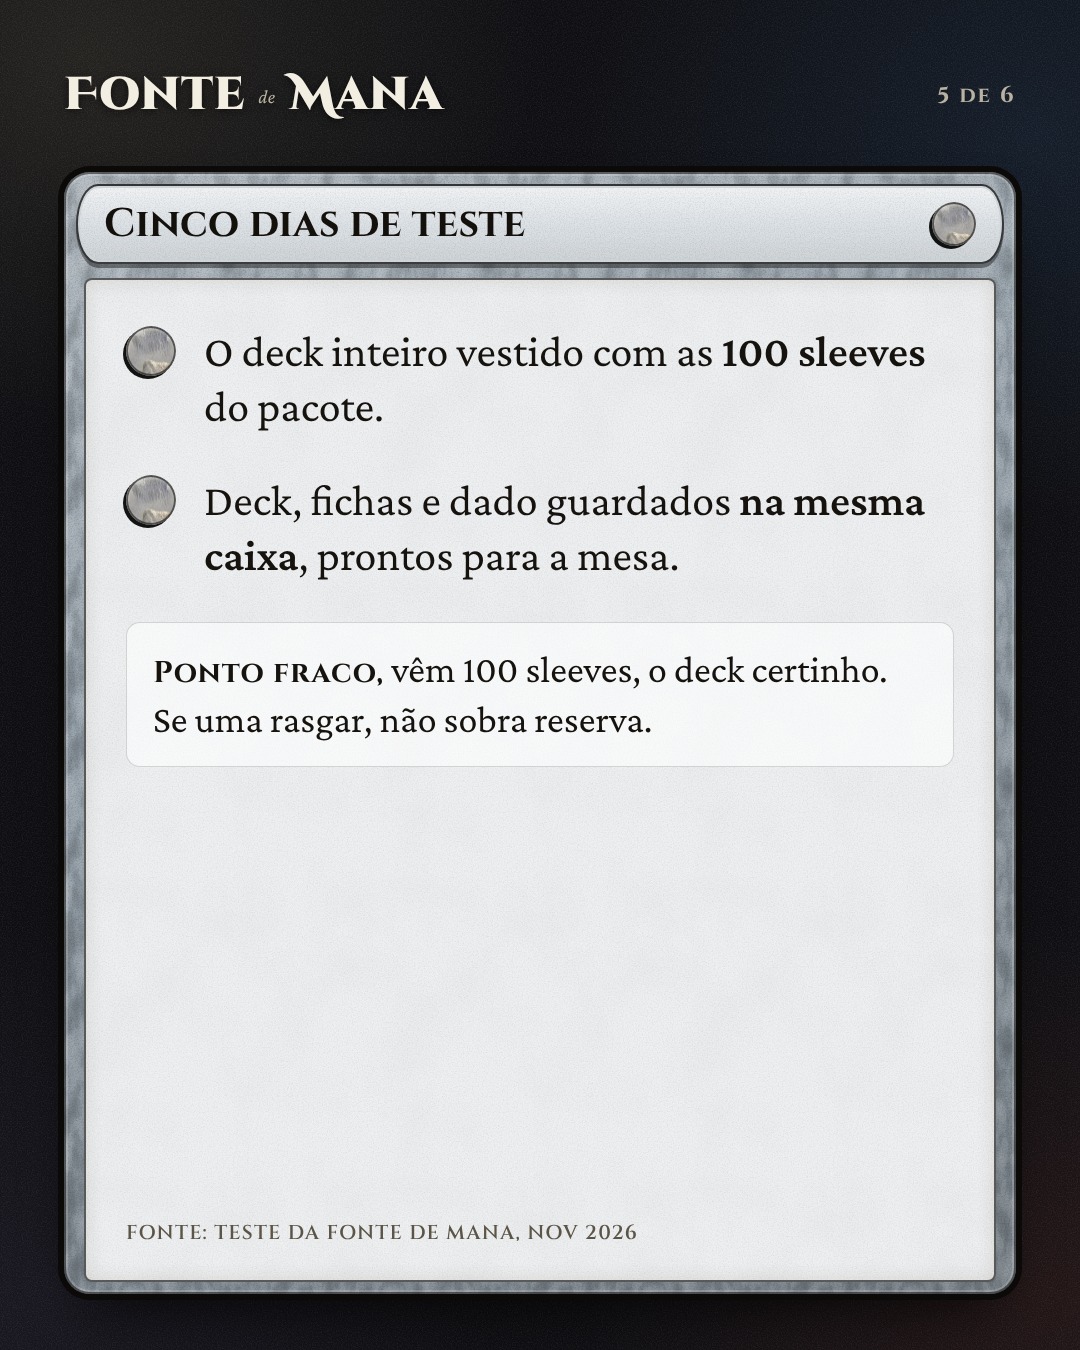 Fonte de Mana
5 de 6
Cinco dias de teste
O deck inteiro vestido com as 100 sleeves
do pacote.
Deck, fichas e dado guardados na mesma
caixa, prontos para a mesa.
Ponto fraco, vêm 100 sleeves, o deck certinho.
Se uma rasgar, não sobra reserva.
FONTE: TESTE DA FONTE DE MANA, NOV 2026